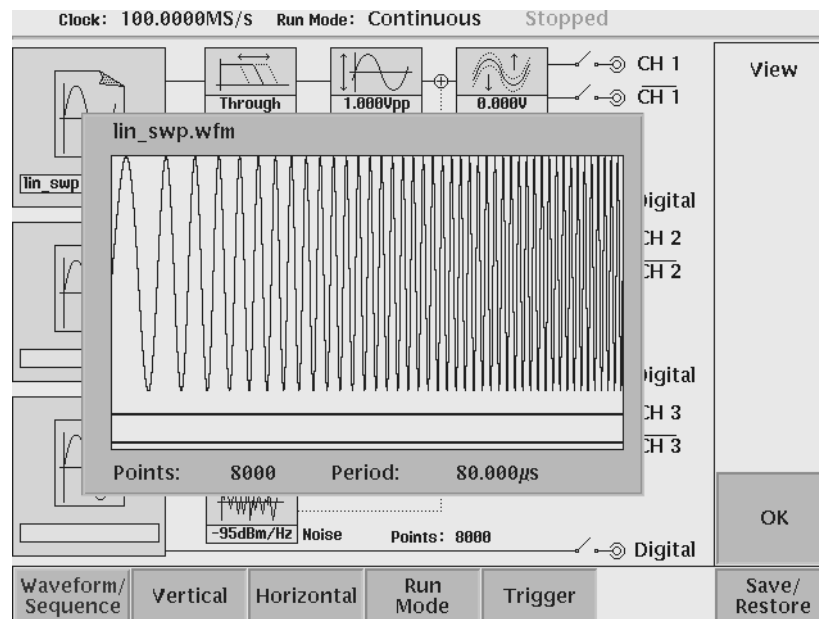 Clock: 100.0000MS/s Run Mode: Continuous Stopped
View
Through
1.000Vpp
0.000V
CH 1
CH 1
lin_swp.wfm
lin_swp
Digital
CH 2
CH 2
Digital
CH 3
CH 3
Points: 8000 Period: 80.000µs
-95dBm/Hz Noise Points: 8000
Digital
OK
Waveform/
Sequence
Vertical
Horizontal
Run
Mode
Trigger
Save/
Restore